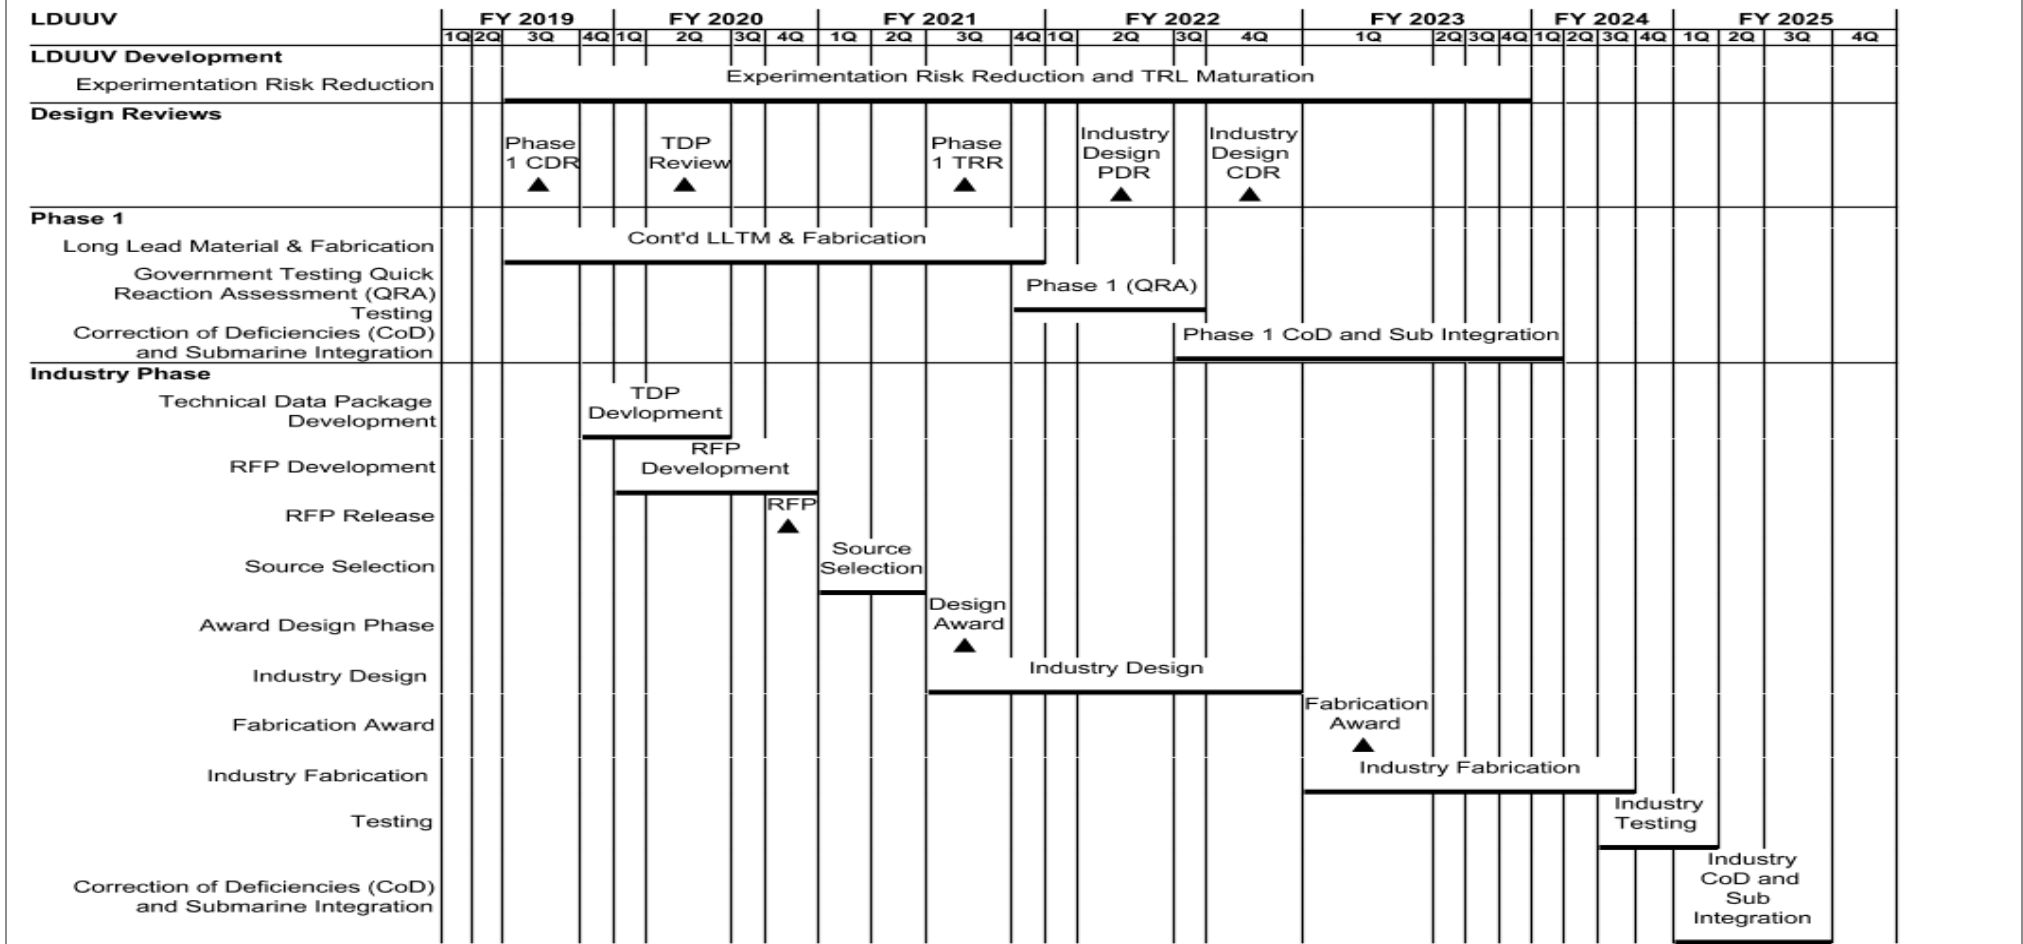 LDUUV FY 2019 FY 2020 FY 2021 FY 2022 FY 2023 FY 2024 FY 2025
1Q 2Q 3Q 4Q 1Q 2Q 3Q 4Q 1Q 2Q 3Q 4Q 1Q 2Q 3Q 4Q 1Q 2Q 3Q 4Q 1Q 2Q 3Q 4Q 1Q 2Q 3Q 4Q
LDUUV Development
Experimentation Risk Reduction
Experimentation Risk Reduction and TRL Maturation
Design Reviews
Phase
1 CDR
TDP
Review
Phase
1 TRR
Industry
Design
PDR
Industry
Design
CDR
Phase 1
Long Lead Material & Fabrication
Cont'd LLTM & Fabrication
Government Testing Quick
Reaction Assessment (QRA)
Testing
Phase 1 (QRA)
Correction of Deficiencies (CoD)
and Submarine Integration
Phase 1 CoD and Sub Integration
Industry Phase
Technical Data Package
Development
TDP
Devlopment
RFP Development
RFP
Development
RFP Release
RFP
Source Selection
Source
Selection
Award Design Phase
Design
Award
Industry Design
Industry Design
Fabrication Award
Fabrication
Award
Industry Fabrication
Industry Fabrication
Testing
Industry
Testing
Correction of Deficiencies (CoD)
and Submarine Integration
Industry
CoD and
Sub
Integration